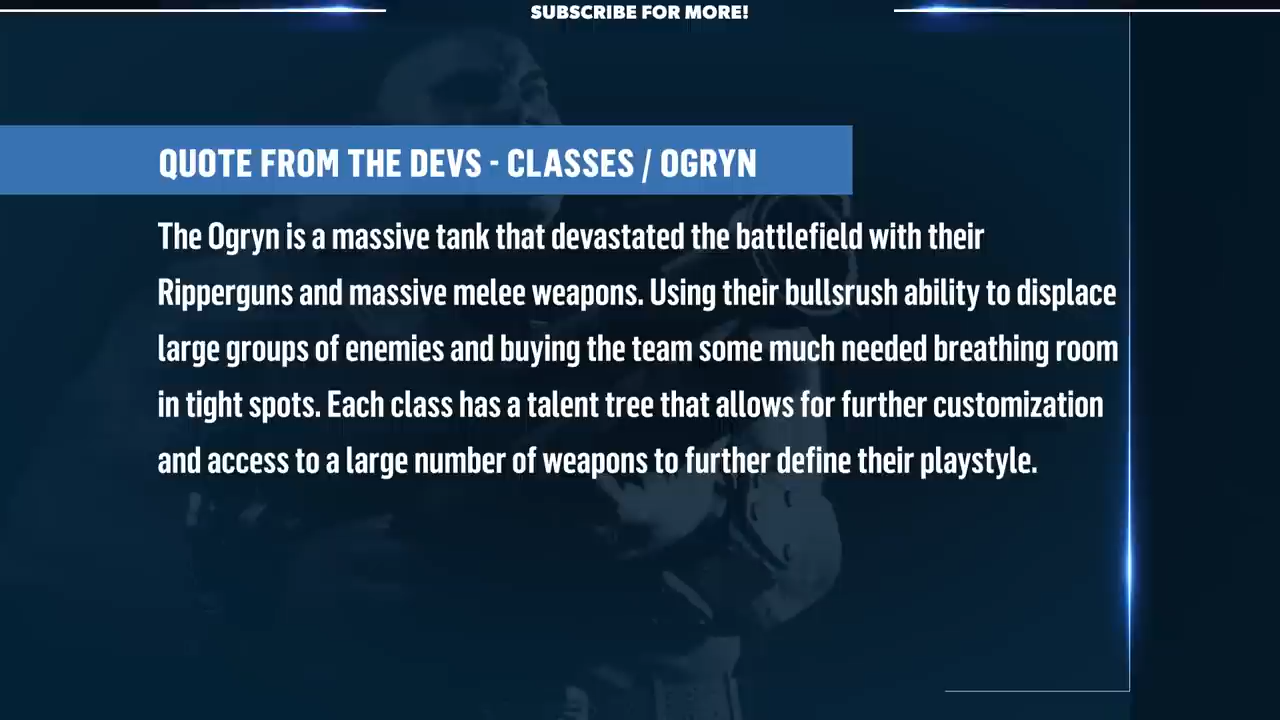 SUBSCRIBE FOR MORE!
QUOTE FROM THE DEVS - CLASSES / OGRYN
The Ogryn is a massive tank that devastated the battlefield with their
Ripperguns and massive melee weapons. Using their bullsrush ability to displace
large groups of enemies and buying the team some much needed breathing room
in tight spots. Each class has a talent tree that allows for further customization
and access to a large number of weapons to further define their playstyle.